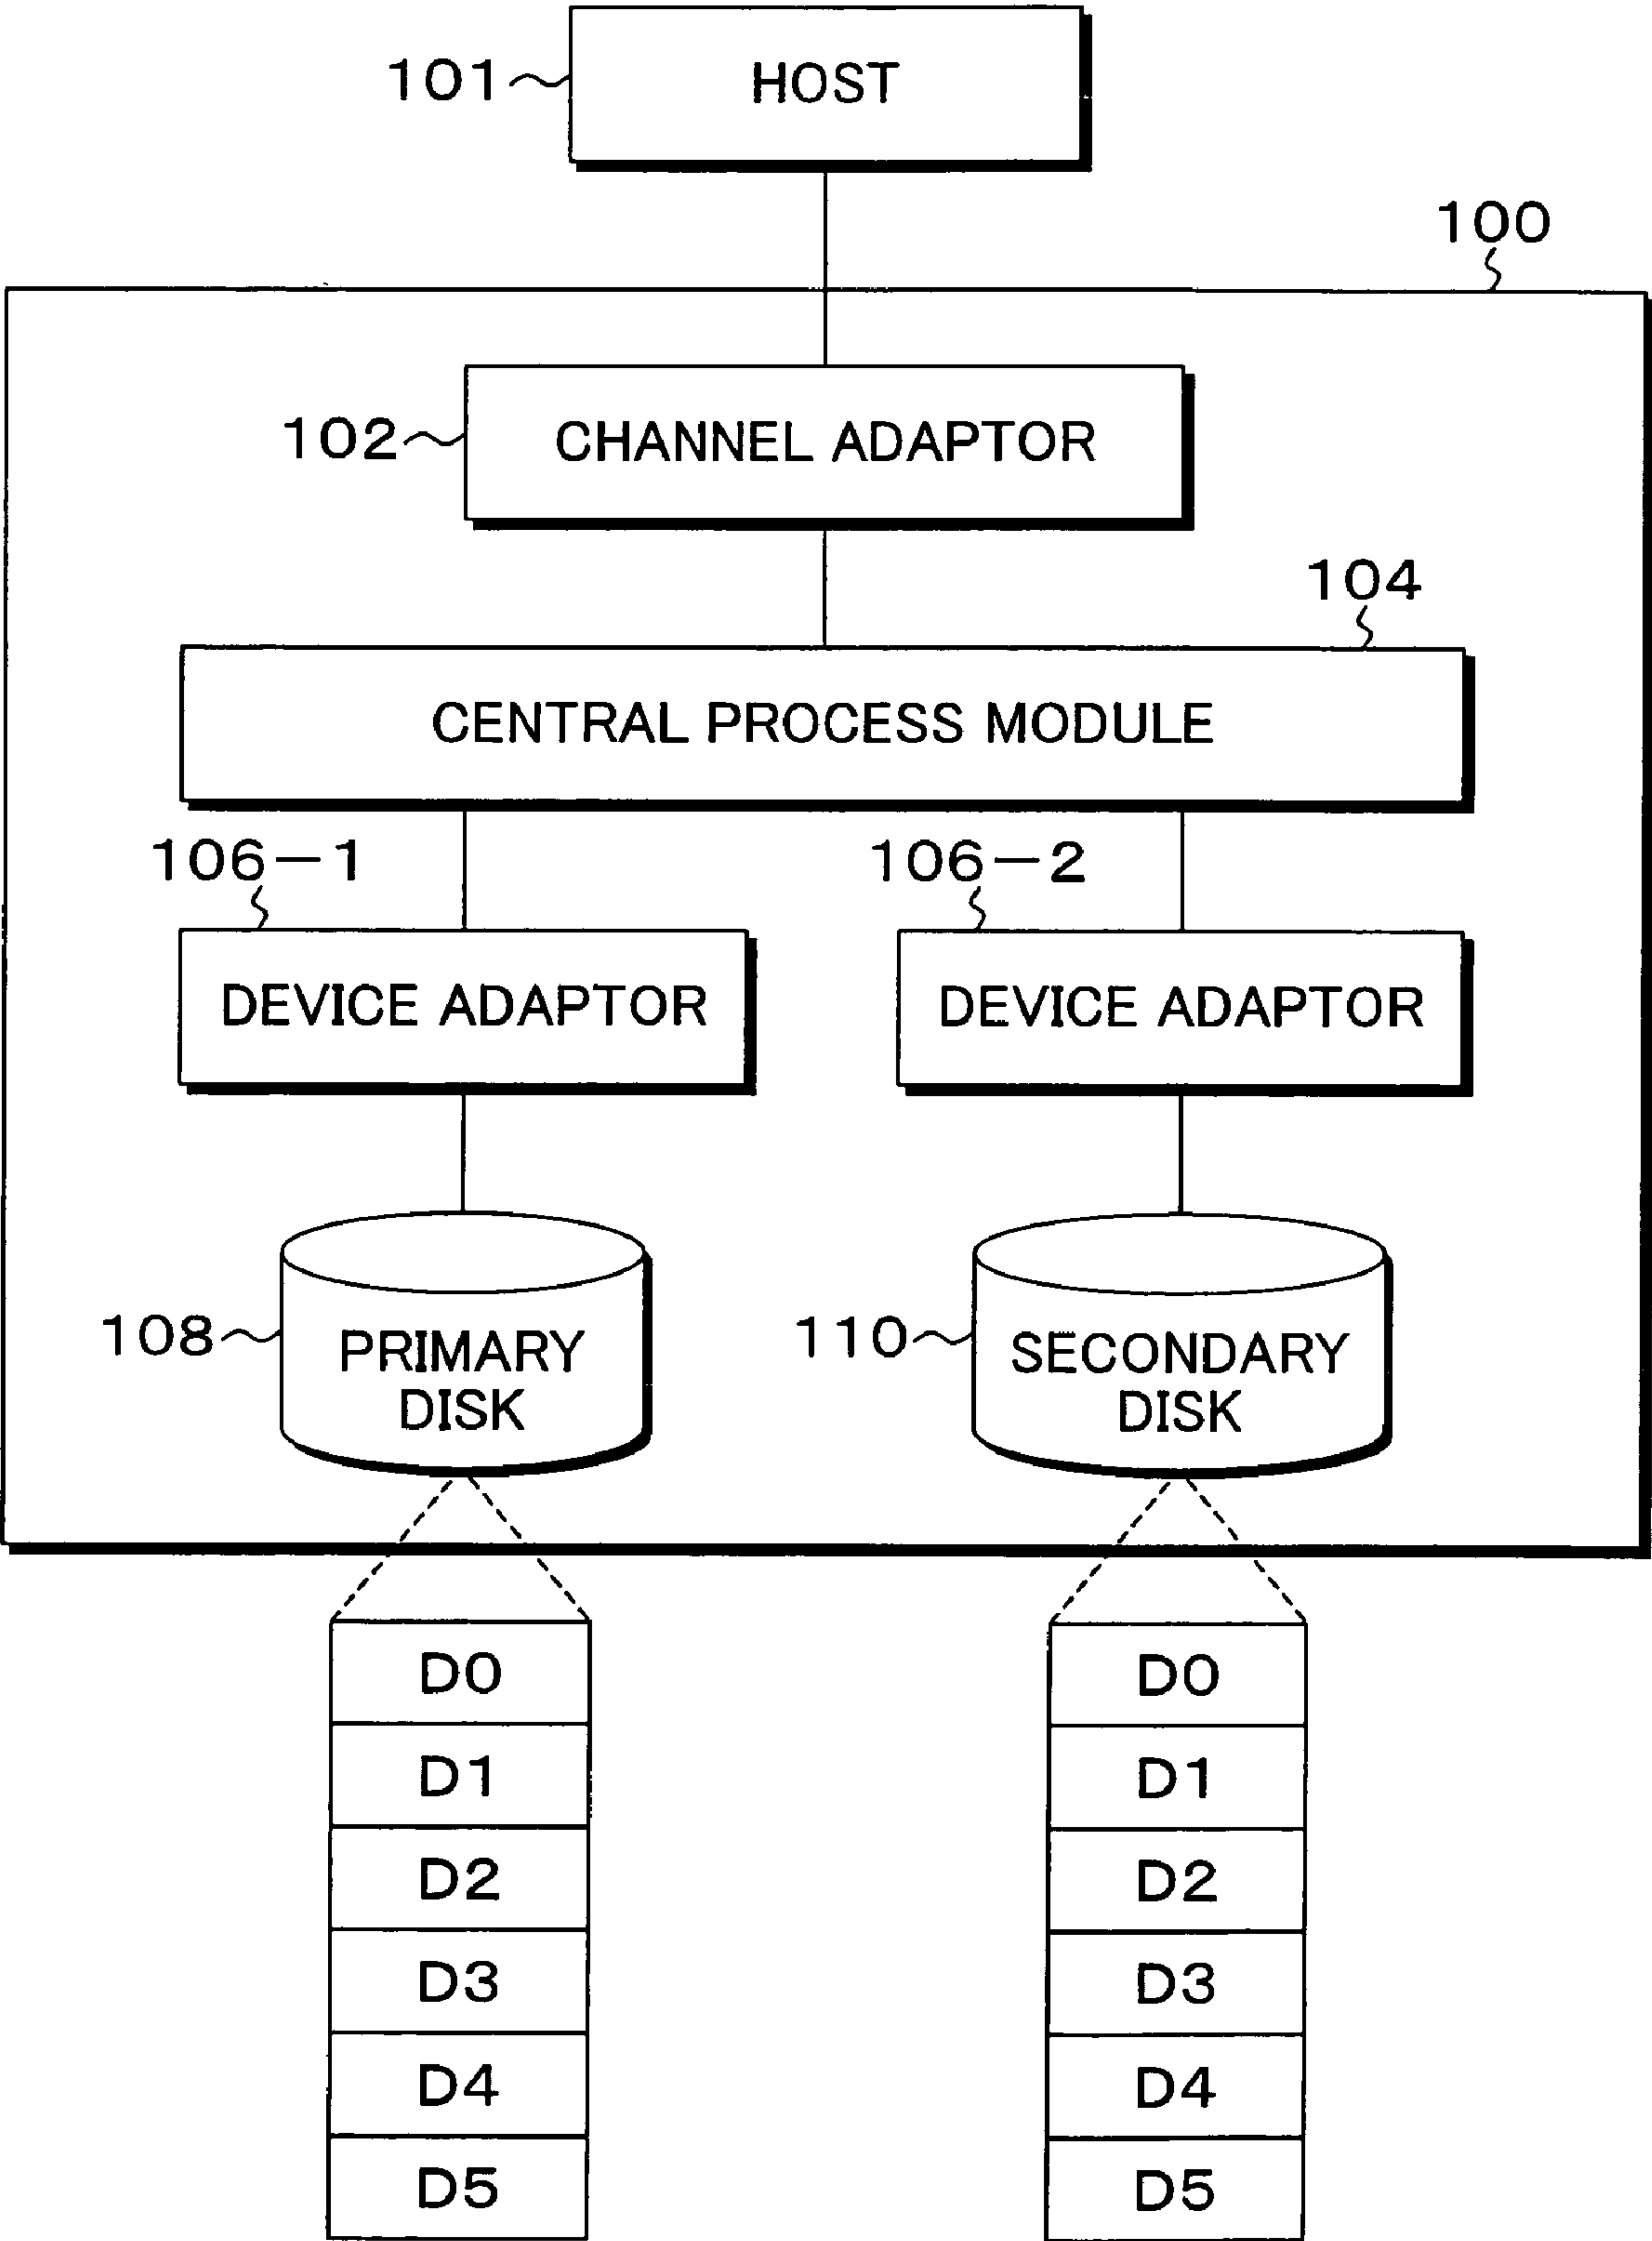 HOST
101
100
CHANNEL ADAPTOR
102
104
CENTRAL PROCESS MODULE
106-1
106-2
DEVICE ADAPTOR
DEVICE ADAPTOR
108
PRIMARY
DISK
110
SECONDARY
DISK
D0
D1
D2
D3
D4
D5
D0
D1
D2
D3
D4
D5